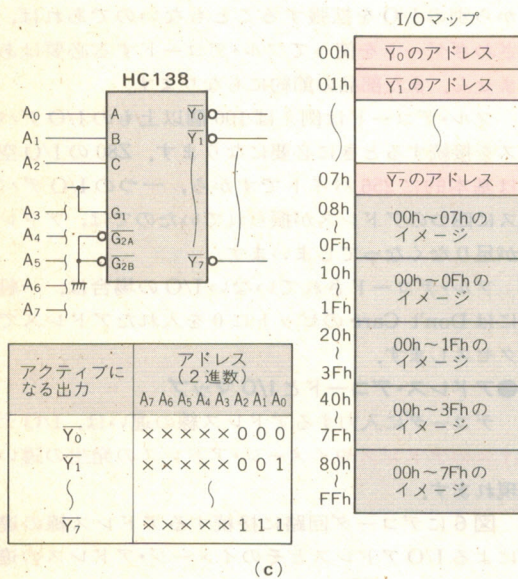 I/Oマップ
00h
Y0のアドレス
01h
Y1のアドレス
07h
Y7のアドレス
08h
0Fh
00h~07hの
イメージ
10h
1Fh
00h~0Fhの
イメージ
20h
3Fh
00h~1Fhの
イメージ
40h
7Fh
00h~3Fhの
イメージ
80h
FFh
00h~7Fhの
イメージ
HC138
A0
A1
B
A2
C
A3
G1
A4
G2A
A5
G2B
A6
A7
Y0
Y1
Y7
アクティブに
なる出力
アドレス
(2進数)
A7 A6 A5 A4 A3 A2 A1 A0
Y0 ×××××000
Y1 ×××××001
Y7 ×××××111
(c)